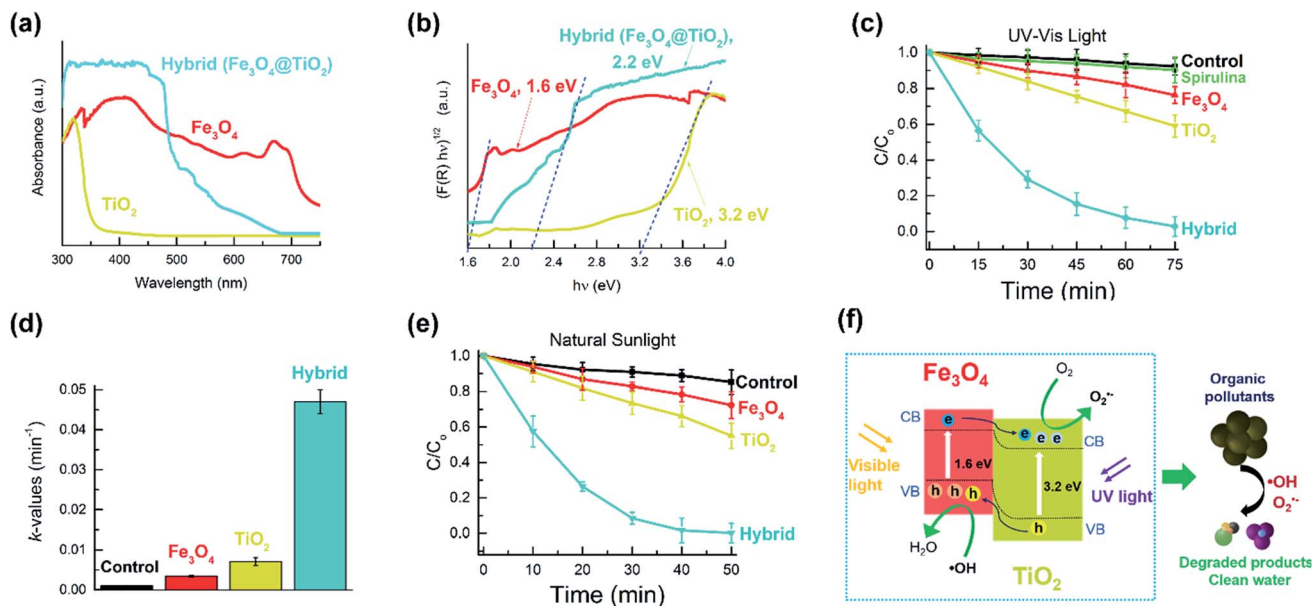 (a)
Absorbance (a.u.)
Hybrid (Fe₃O₄@TiO₂)
Fe₃O₄
TiO₂
300 400 500 600 700
Wavelength (nm)
(b)
(F(R) hν)^1/2 (a.u.)
Hybrid (Fe₃O₄@TiO₂),
2.2 eV
Fe₃O₄, 1.6 eV
TiO₂, 3.2 eV
1.6 2.0 2.4 2.8 3.2 3.6 4.0
hν (eV)
(c)
UV-Vis Light
C/Cₒ
1.0
0.8
0.6
0.4
0.2
0.0
Control
Spirulina
Fe₃O₄
TiO₂
Hybrid
0 15 30 45 60 75
Time (min)
(d)
k-values (min⁻¹)
0.05
0.04
0.03
0.02
0.01
0.005
0.00
Control
Fe₃O₄
TiO₂
Hybrid
(e)
Natural Sunlight
C/Cₒ
1.0
0.8
0.6
0.4
0.2
0.0
Control
Fe₃O₄
TiO₂
Hybrid
0 10 20 30 40 50
Time (min)
(f)
Fe₃O₄
O₂
O₂•-
CB
e
e e e
CB
Visible
light
1.6 eV
3.2 eV
UV light
VB
h h h
h
VB
H₂O
•OH
TiO₂
Organic
pollutants
•OH
O₂•-
Degraded products
Clean water